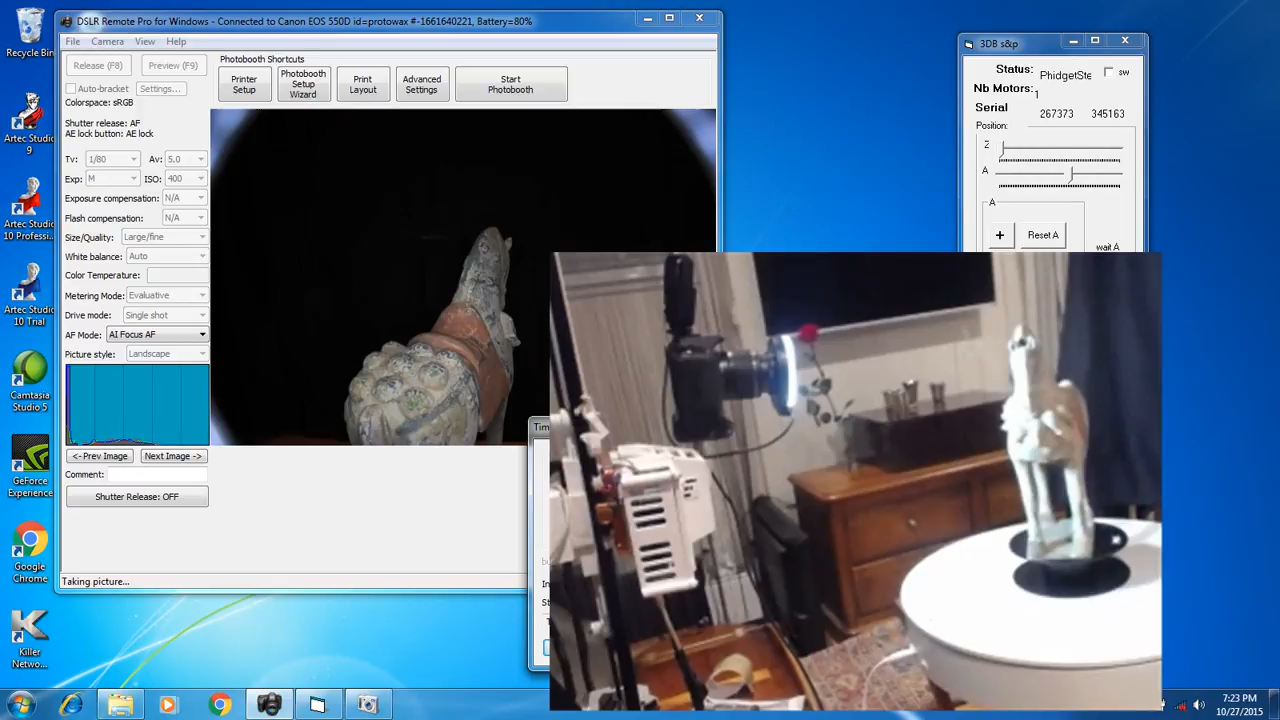 Recycle Bin
Artec Studio 9
Artec Studio 10 Professi...
Artec Studio 10 Trial
Camtasia Studio 5
GeForce Experience
Google Chrome
Killer Netwo...
DSLR Remote Pro for Windows - Connected to Canon EOS 550D id=protowax #-1661640221, Battery=80%
File Camera View Help
Release (F8) Preview (F9)
Auto-bracket Settings...
Colorspace: sRGB
Shutter release: AF
AE lock button: AE lock
Tv: 1/80 Av: 5.0
Exp: M ISO: 400
Exposure compensation: N/A
Flash compensation: N/A
Size/Quality: Large/fine
White balance: Auto
Color Temperature:
Metering Mode: Evaluative
Drive mode: Single shot
AF Mode: AI Focus AF
Picture style: Landscape
<- Prev Image Next Image ->
Comment:
Shutter Release: OFF
Taking picture...
Photobooth Shortcuts
Printer Setup
Photobooth Setup Wizard
Print Layout
Advanced Settings
Start Photobooth
3DB s&p
Status: PhidgetSte sw
Nb Motors: 1
Serial 267373 345163
Position:
Z
A
A
+ Reset A
wait A
7:23 PM
10/27/2015